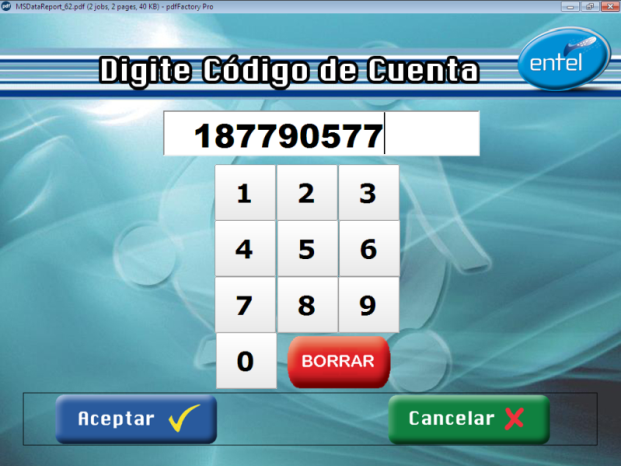 MSDataReport_62.pdf (2 jobs, 2 pages, 40 KB) - pdfFactory Pro
Digite Código de Cuenta
entel
187790577
1 2 3
4 5 6
7 8 9
0 BORRAR
Aceptar Cancelar